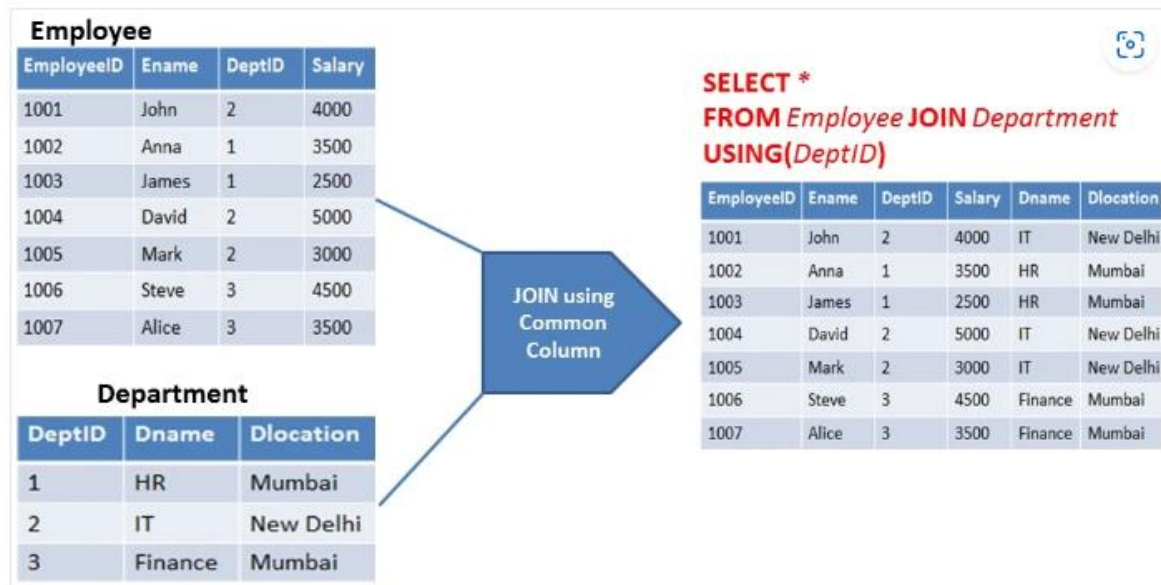 Employee
EmployeeID Ename DeptID Salary
1001 John 2 4000
1002 Anna 1 3500
1003 James 1 2500
1004 David 2 5000
1005 Mark 2 3000
1006 Steve 3 4500
1007 Alice 3 3500
Department
DeptID Dname Dlocation
1 HR Mumbai
2 IT New Delhi
3 Finance Mumbai
JOIN using
Common
Column
SELECT *
FROM Employee JOIN Department
USING(DeptID)
EmployeeID Ename DeptID Salary Dname Dlocation
1001 John 2 4000 IT New Delhi
1002 Anna 1 3500 HR Mumbai
1003 James 1 2500 HR Mumbai
1004 David 2 5000 IT New Delhi
1005 Mark 2 3000 IT New Delhi
1006 Steve 3 4500 Finance Mumbai
1007 Alice 3 3500 Finance Mumbai